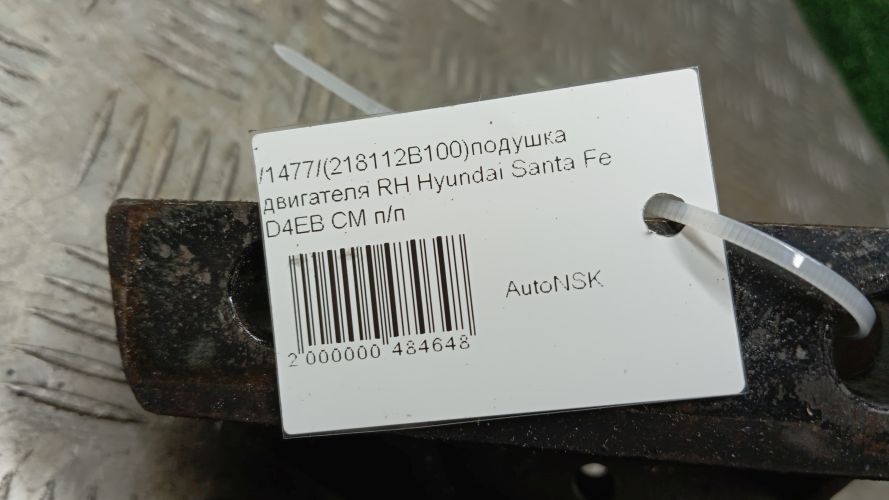 /1477/(218112B100)подушка
двигателя RH Hyundai Santa Fe
D4EB CM п/п
AutoNSK
2 000000 484648